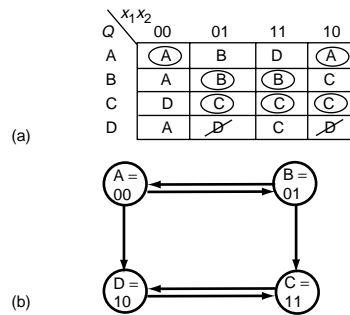 x₁x₂
Q 00 01 11 10
A A B D A
B A B B C
C D C C C
D A D C D
(a)
A = 00
B = 01
D = 10
C = 11
(b)